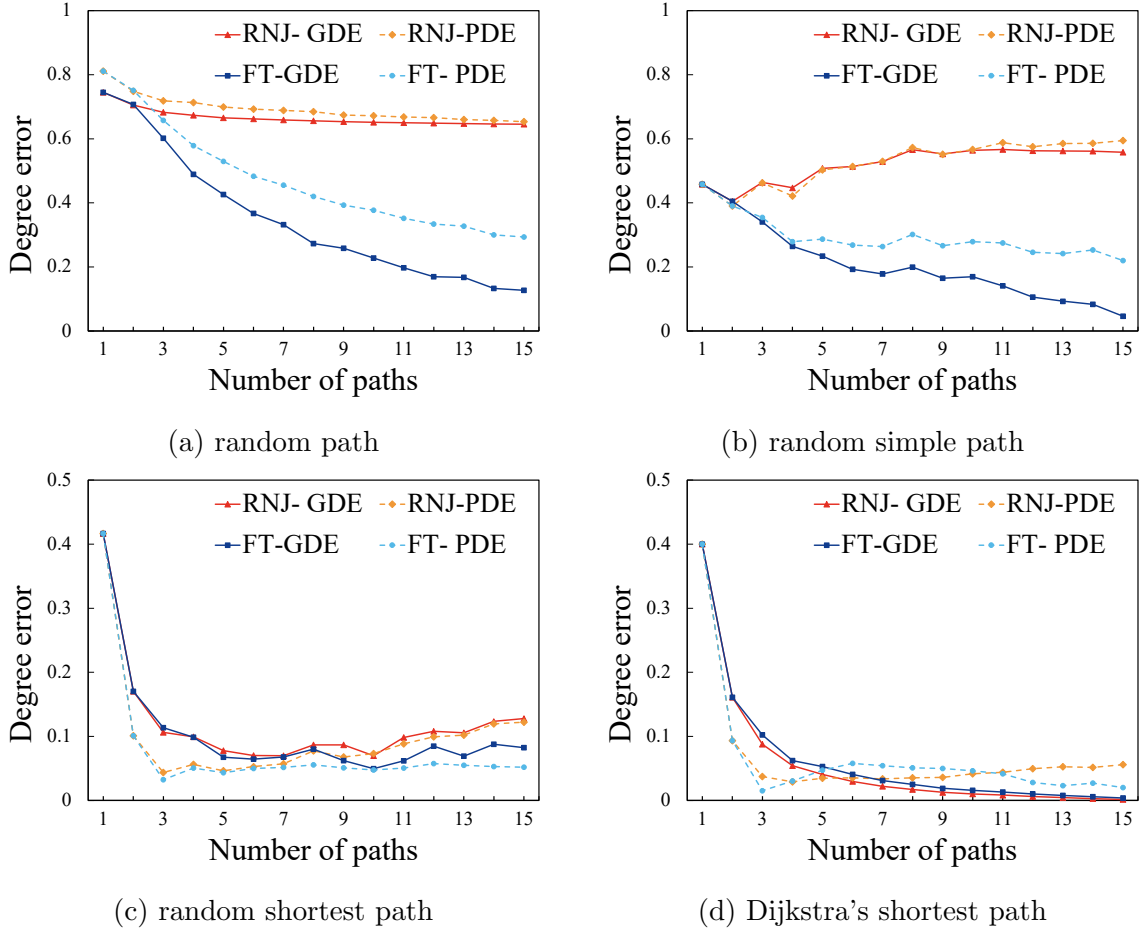 1
0.8
0.6
0.4
0.2
0
Degree error
RNJ- GDE RNJ-PDE
FT-GDE FT- PDE
1 3 5 7 9 11 13 15
Number of paths
(a) random path
1
0.8
0.6
0.4
0.2
0
Degree error
RNJ- GDE RNJ-PDE
FT-GDE FT- PDE
1 3 5 7 9 11 13 15
Number of paths
(b) random simple path
0.5
0.4
0.3
0.2
0.1
0
Degree error
RNJ- GDE RNJ-PDE
FT-GDE FT- PDE
1 3 5 7 9 11 13 15
Number of paths
(c) random shortest path
0.5
0.4
0.3
0.2
0.1
0
Degree error
RNJ- GDE RNJ-PDE
FT-GDE FT- PDE
1 3 5 7 9 11 13 15
Number of paths
(d) Dijkstra's shortest path